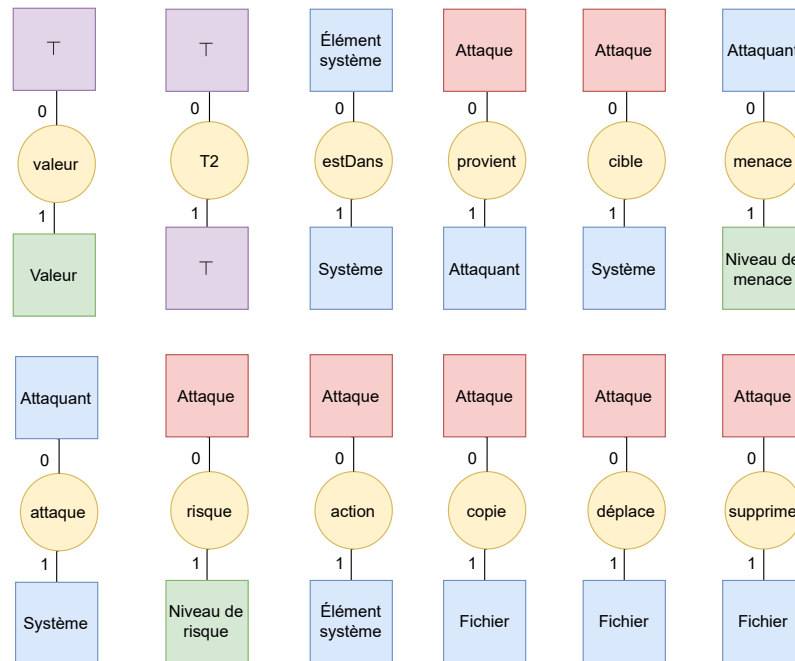 ⊤ ⊤ Élément Attaque Attaque Attaquant
système
0 0 0 0 0 0
valeur T2 estDans provient cible menace
1 1 1 1 1 1
Valeur ⊤ Système Attaquant Système Niveau de
menace
Attaquant Attaque Attaque Attaque Attaque Attaque
0 0 0 0 0 0
attaque risque action copie déplace supprime
1 1 1 1 1 1
Système Niveau de Élément Fichier Fichier Fichier
risque système